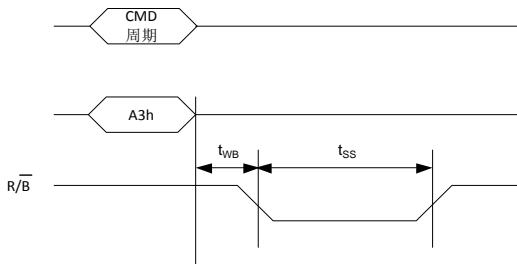 CMD
周期
A3h
tWB
tSS
R/B̅